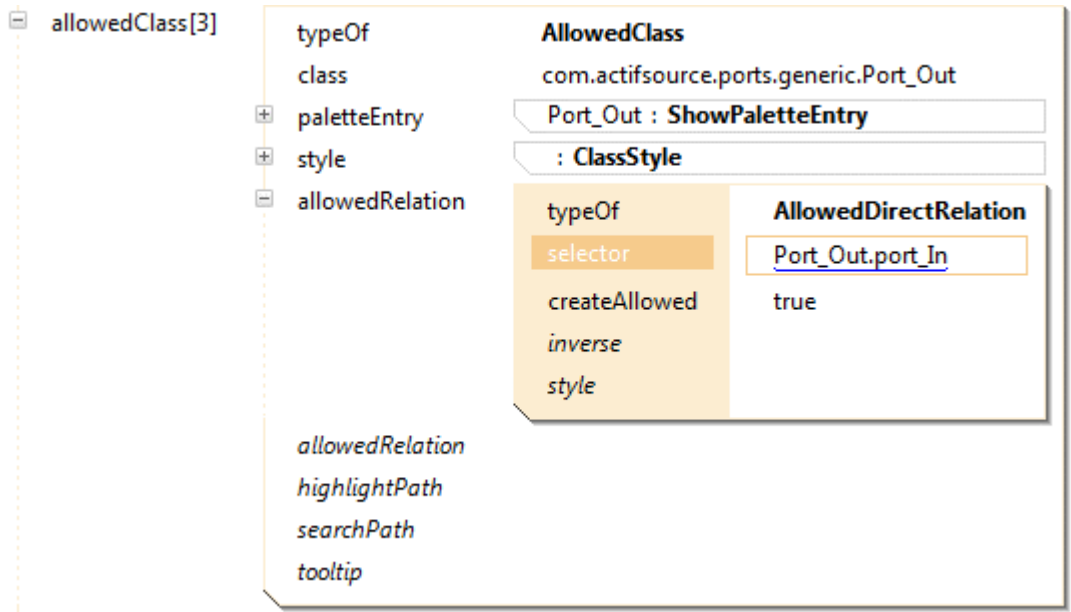 allowedClass[3]
typeOf AllowedClass
class com.actifsource.ports.generic.Port_Out
paletteEntry Port_Out : ShowPaletteEntry
style : ClassStyle
allowedRelation
typeOf AllowedDirectRelation
selector Port_Out.port_In
createAllowed true
inverse
style
allowedRelation
highlightPath
searchPath
tooltip